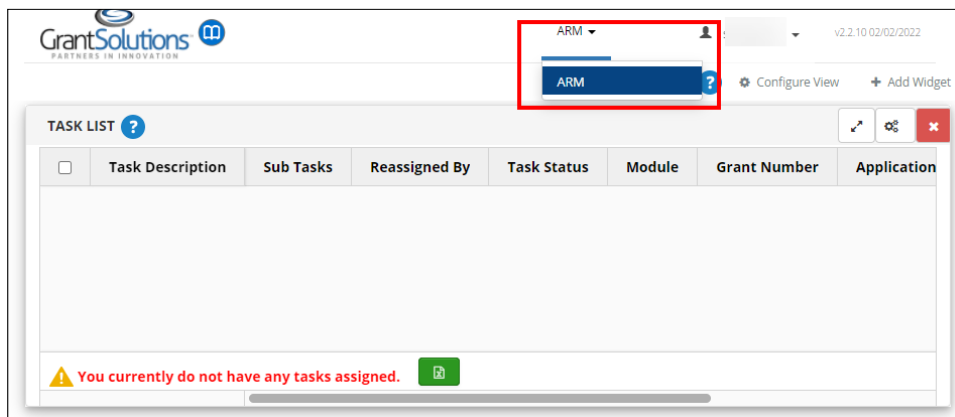 GrantSolutions
PARTNERS IN INNOVATION
ARM
v2.2.10 02/02/2022
ARM
? Configure View + Add Widget
TASK LIST ?
Task Description Sub Tasks Reassigned By Task Status Module Grant Number Application
You currently do not have any tasks assigned.